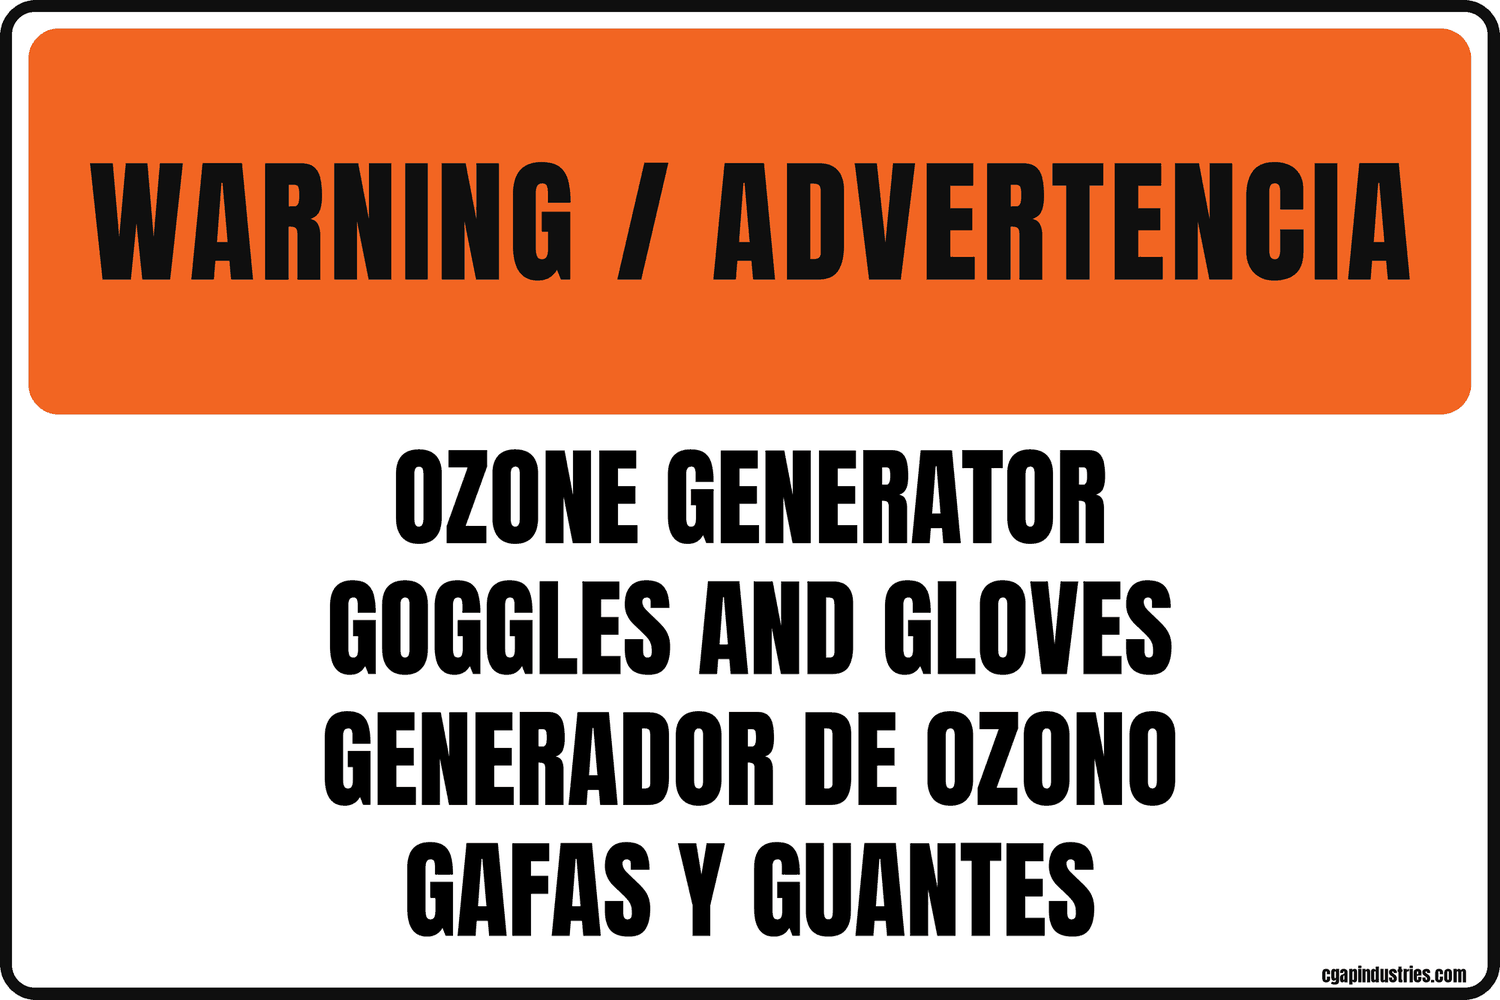 WARNING / ADVERTENCIA
OZONE GENERATOR
GOGGLES AND GLOVES
GENERADOR DE OZONO
GAFAS Y GUANTES
cgapindustries.com